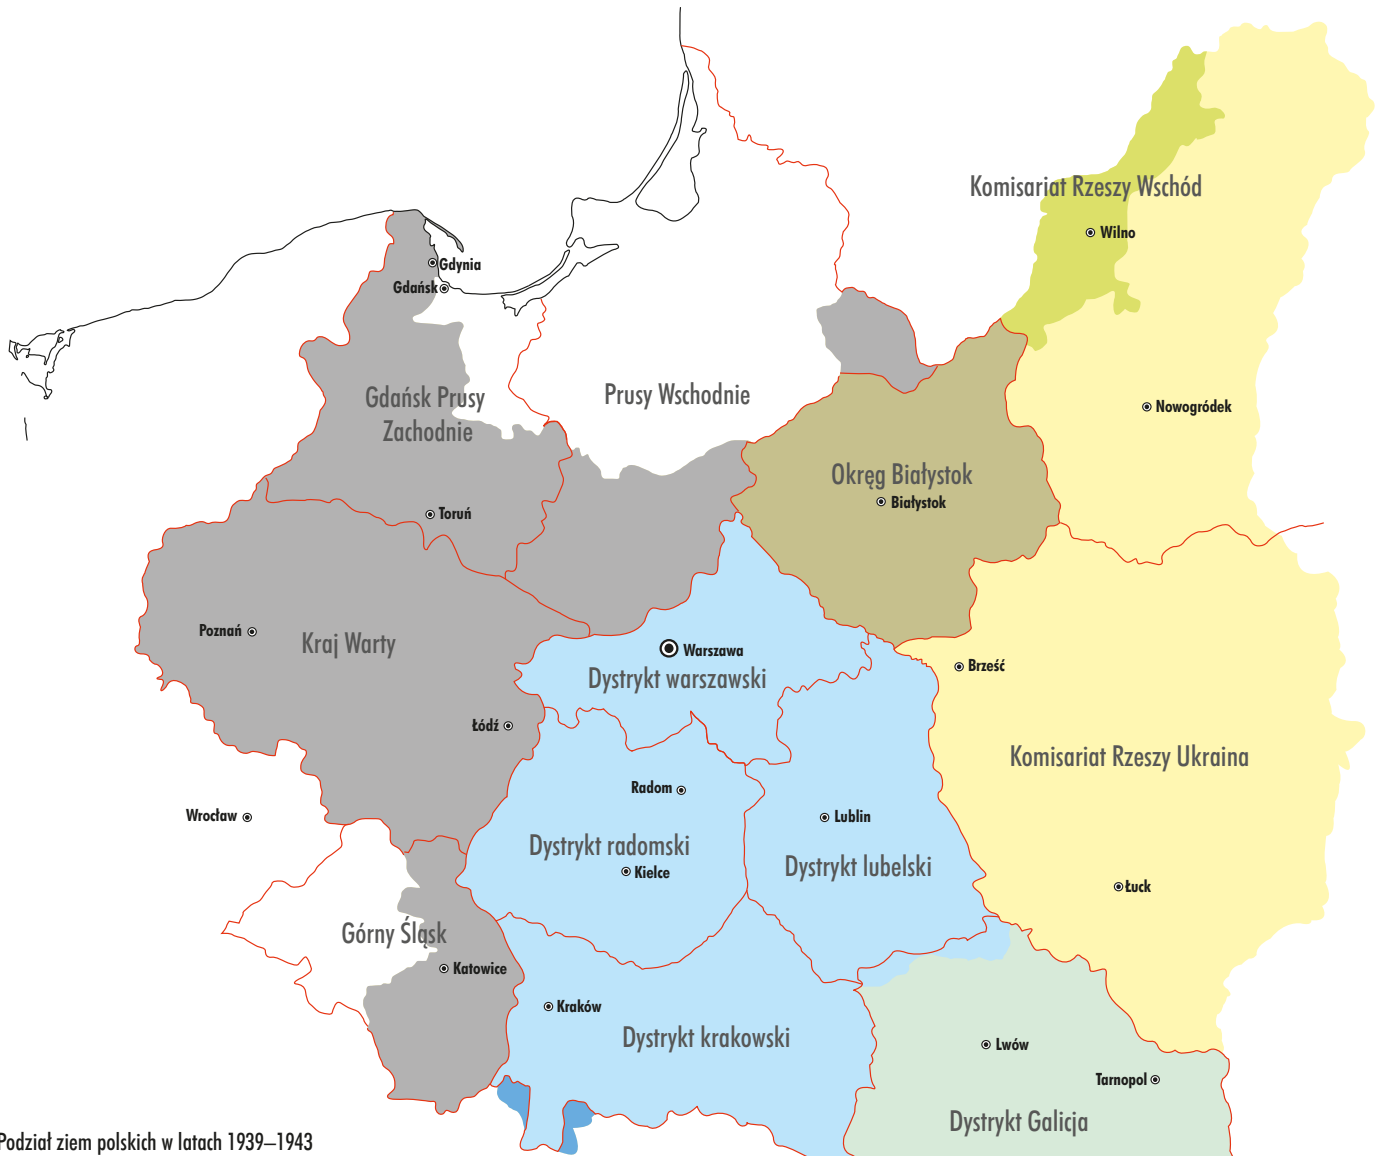 Komisariat Rzeszy Wschód
Wilno
Gdynia
Gdańsk
Gdańsk Prusy
Zachodnie
Prusy Wschodnie
Nowogródek
Okręg Białystok
Białystok
Toruń
Poznań
Kraj Warty
Warszawa
Dystrykt warszawski
Brześć
Łódź
Komisariat Rzeszy Ukraina
Radom
Wrocław
Lublin
Dystrykt radomski
Kielce
Dystrykt lubelski
Łuck
Górny Śląsk
Katowice
Kraków
Dystrykt krakowski
Lwów
Tarnopol
Dystrykt Galicja
Podział ziem polskich w latach 1939–1943